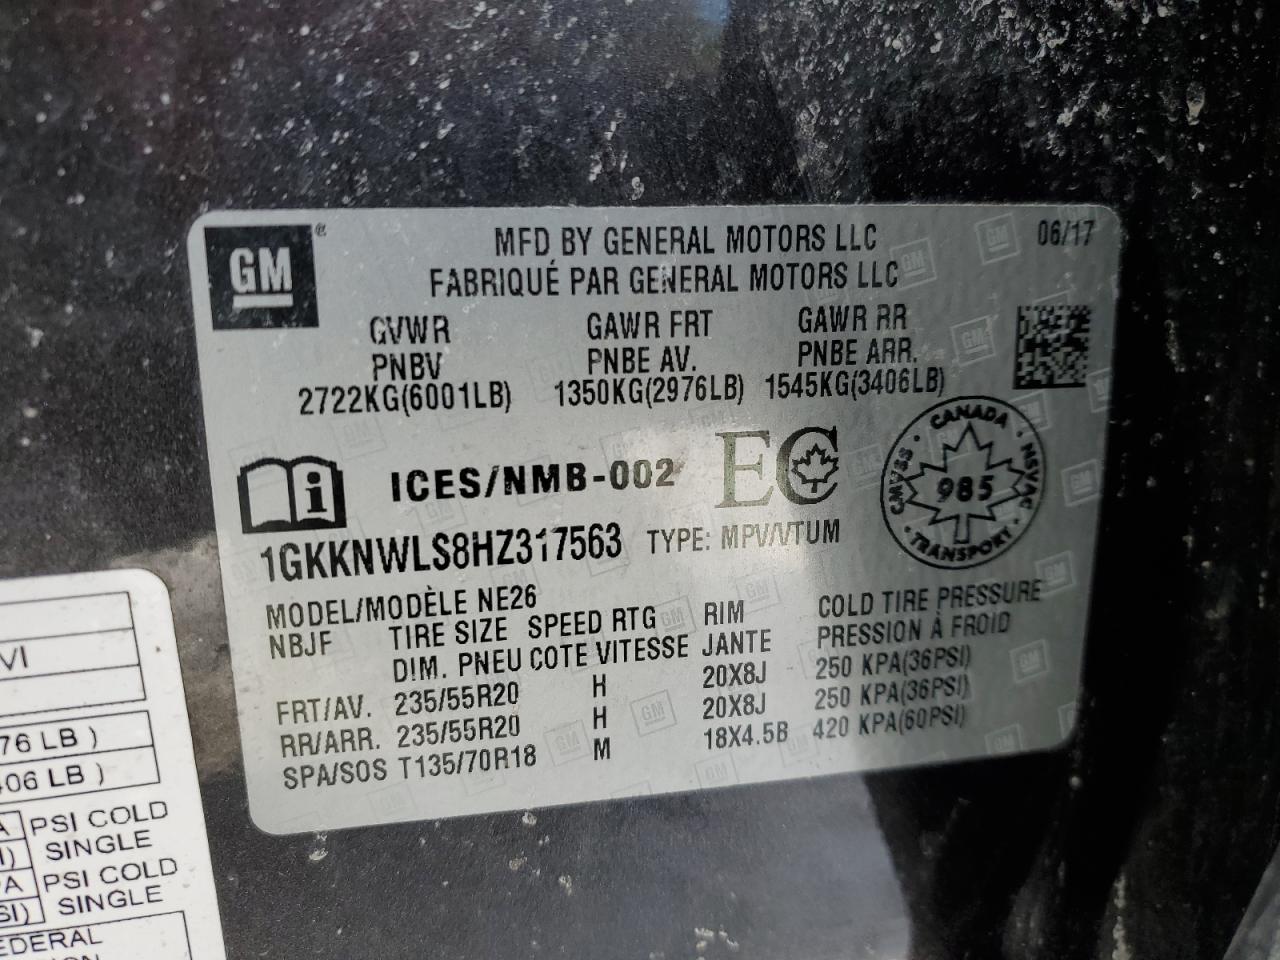 GM ®
MFD BY GENERAL MOTORS LLC
06/17
FABRIQUÉ PAR GENERAL MOTORS LLC
GVWR GAWR FRT GAWR RR
PNBV PNBE AV. PNBE ARR.
2722KG(6001LB) 1350KG(2976LB) 1545KG(3406LB)
ICES/NMB-002 EC
CANADA
CMVSS · NSVAC
985
TRANSPORT
1GKKNWLS8HZ317563 TYPE: MPV/VTUM
MODEL/MODÈLE NE26
NBJF TIRE SIZE SPEED RTG RIM COLD TIRE PRESSURE
DIM. PNEU COTE VITESSE JANTE PRESSION À FROID
FRT/AV. 235/55R20 H 20X8J 250 KPA(36PSI)
RR/ARR. 235/55R20 H 20X8J 250 KPA(36PSI)
SPA/SOS T135/70R18 M 18X4.5B 420 KPA(60PSI)
VI
76 LB )
406 LB )
PSI COLD
SINGLE
PSI COLD
SINGLE
EDERAL